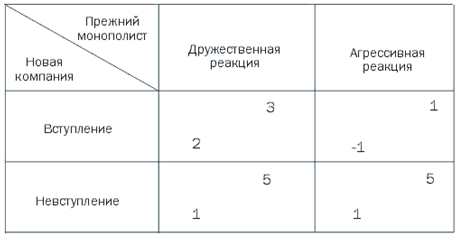 Прежний
монополист
Новая
компания
Дружественная
реакция
Агрессивная
реакция
Вступление
3
2
1
-1
Невступление
5
1
5
1